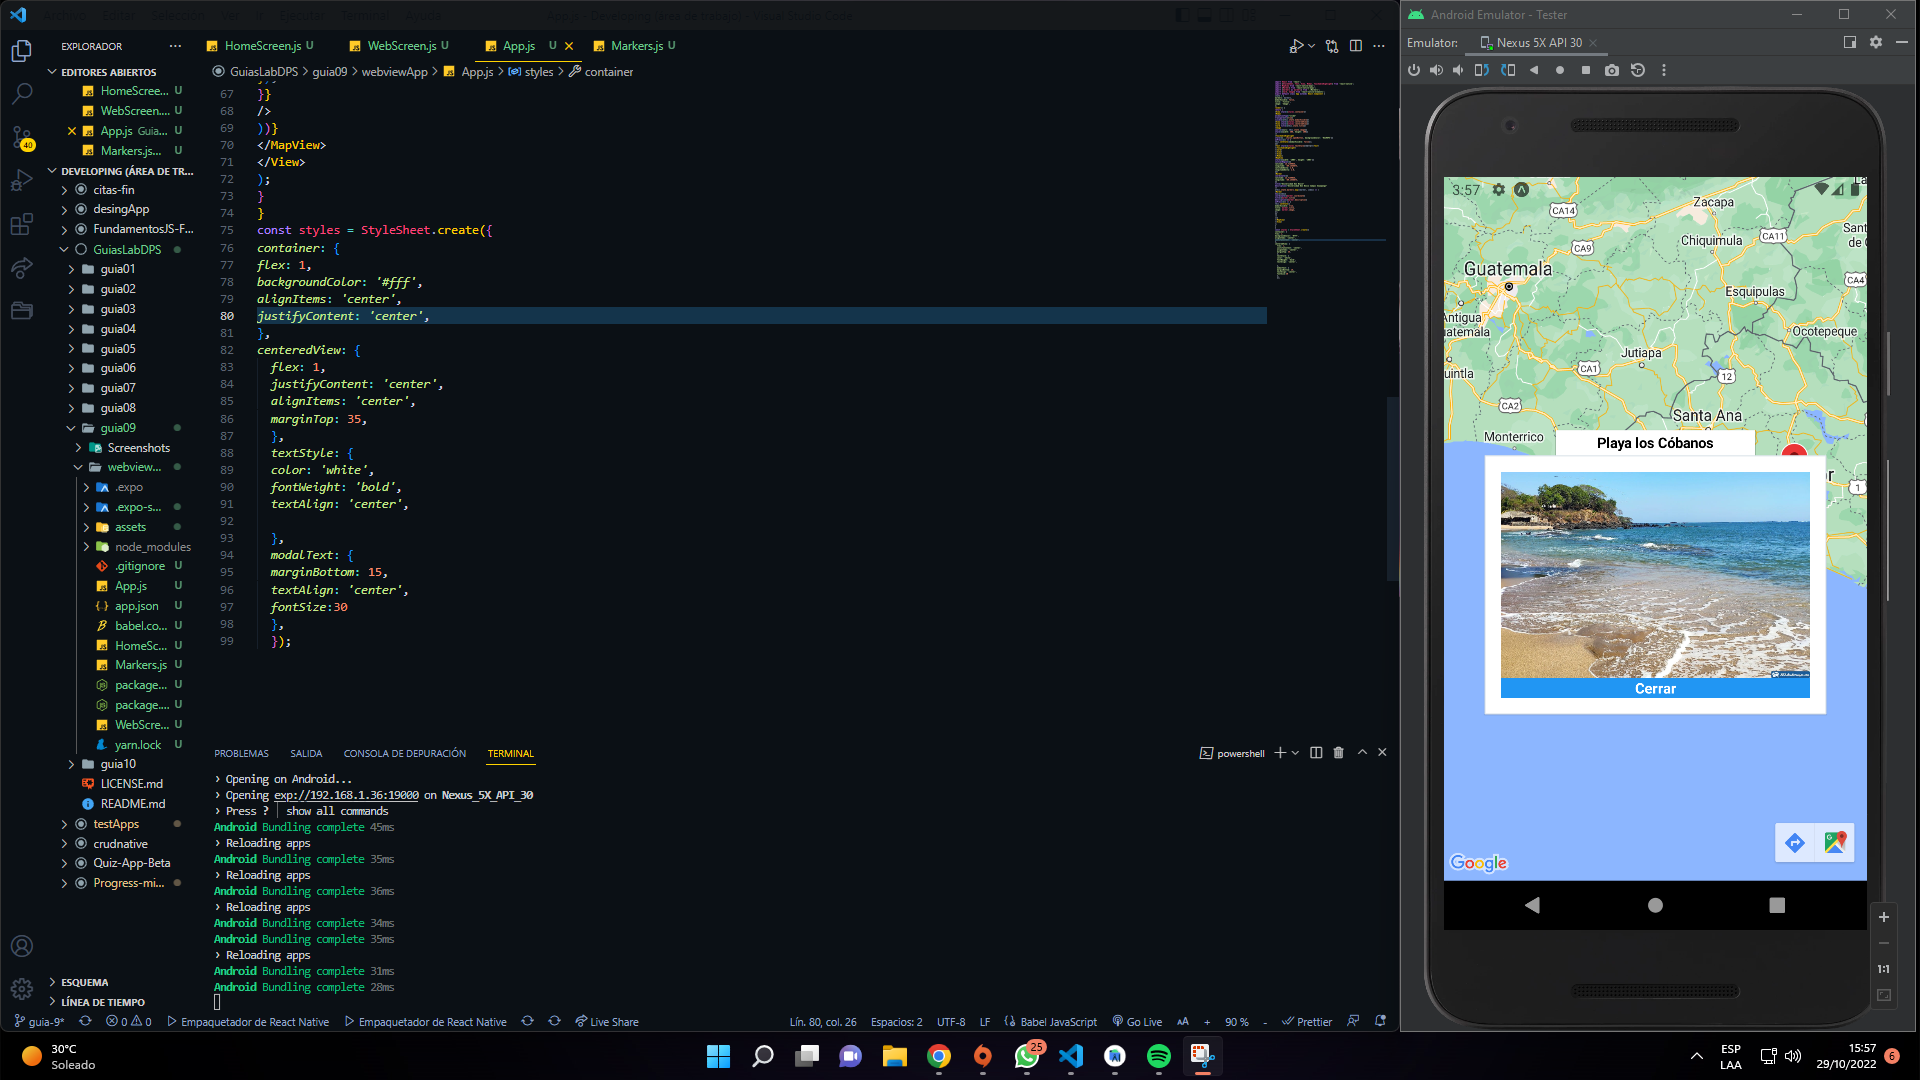 EXPLORADOR
EDITORES ABIERTOS
HomeScree... U
WebScreen.... U
App.js Guia... U
Markers.js... U
DEVELOPING (ÁREA DE TR...
citas-fin
desingApp
FundamentosJS-F...
GuiasLabDPS
guia01
guia02
guia03
guia04
guia05
guia06
guia07
guia08
guia09
Screenshots
webview...
.expo
.expo-s...
assets
node_modules
.gitignore U
App.js U
app.json U
babel.co... U
HomeSc... U
Markers.js U
package... U
package.... U
WebScre... U
yarn.lock U
guia10
LICENSE.md
README.md
testApps
crudnative
Quiz-App-Beta
Progress-mi...
ESQUEMA
LÍNEA DE TIEMPO
40
HomeScreen.js U
WebScreen.js U
App.js U
Markers.js U
GuiasLabDPS > guia09 > webviewApp > App.js > styles > container
67 }}
68 />
69 ))}
70 </MapView>
71 </View>
72 );
73 }
74 }
75 const styles = StyleSheet.create({
76 container: {
77 flex: 1,
78 backgroundColor: '#fff',
79 alignItems: 'center',
80 justifyContent: 'center',
81 },
82 centeredView: {
83 flex: 1,
84 justifyContent: 'center',
85 alignItems: 'center',
86 marginTop: 35,
87 },
88 textStyle: {
89 color: 'white',
90 fontWeight: 'bold',
91 textAlign: 'center',
92
93 },
94 modalText: {
95 marginBottom: 15,
96 textAlign: 'center',
97 fontSize:30
98 },
99 });
PROBLEMAS SALIDA CONSOLA DE DEPURACIÓN TERMINAL
powershell
› Opening on Android...
› Opening exp://192.168.1.36:19000 on Nexus_5X_API_30
› Press ? │ show all commands
Android Bundling complete 45ms
› Reloading apps
Android Bundling complete 35ms
› Reloading apps
Android Bundling complete 36ms
› Reloading apps
Android Bundling complete 34ms
Android Bundling complete 35ms
› Reloading apps
Android Bundling complete 31ms
Android Bundling complete 28ms
guia-9* 0 0 Empaquetador de React Native Empaquetador de React Native Live Share Lín. 80, col. 26 Espacios: 2 UTF-8 LF Babel JavaScript Go Live AA + 90 % - Prettier
Android Emulator - Tester
Emulator: Nexus 5X API 30
3:57
CA14
Zacapa
Chiquimula
CA11
CA9
Guatemala
CA4
Esquipulas
Antigua
Ocotepeque
Jutiapa
CA1
12
CA2
Santa Ana
Monterrico
Playa los Cóbanos
1
Cerrar
Google
1:1
30°C
Soleado
25
ESP
LAA
15:57
29/10/2022
6